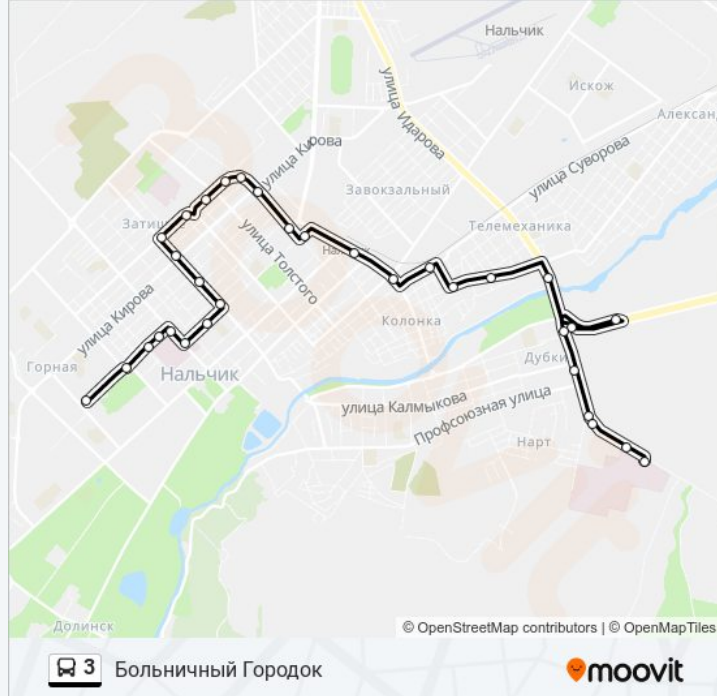 Нальчик
улица Идарова
Искож
Александ
улица Кирова
улица Суворова
Завокзальный
Затишье
Телемеханика
улица Толстого
Нальчик
улица Кирова
Колонка
Горная
Нальчик
Дубки
улица Калмыкова
Профсоюзная улица
Нарт
Долинск
© OpenStreetMap contributors | © OpenMapTiles
3 Больничный Городок
moovit